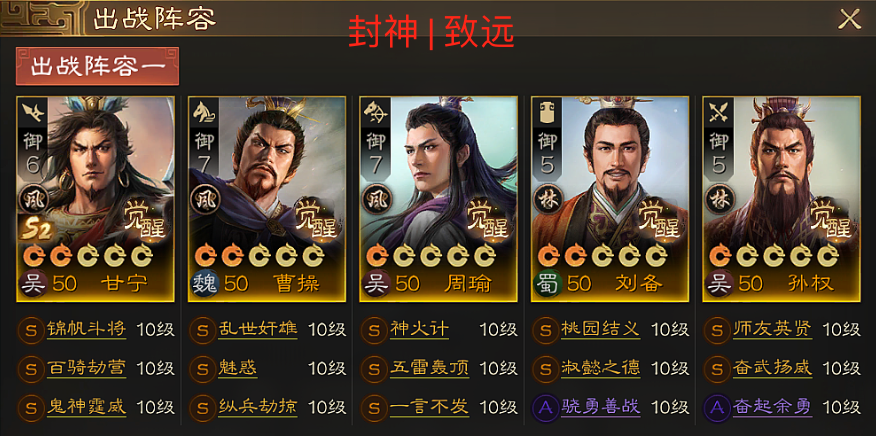 出战阵容
封神 | 致远
出战阵容一
御 6 风 S2 觉醒 吴 50 甘宁
御 7 风 觉醒 魏 50 曹操
御 7 风 觉醒 吴 50 周瑜
御 5 林 觉醒 蜀 50 刘备
御 5 林 觉醒 吴 50 孙权
S 锦帆斗将 10级 S 乱世奸雄 10级 S 神火计 10级 S 桃园结义 10级 S 师友英贤 10级
S 百骑劫营 10级 S 魅惑 10级 S 五雷轰顶 10级 S 淑懿之德 10级 S 奋武扬威 10级
S 鬼神霆威 10级 S 纵兵劫掠 10级 S 一言不发 10级 A 骁勇善战 10级 A 奋起余勇 10级